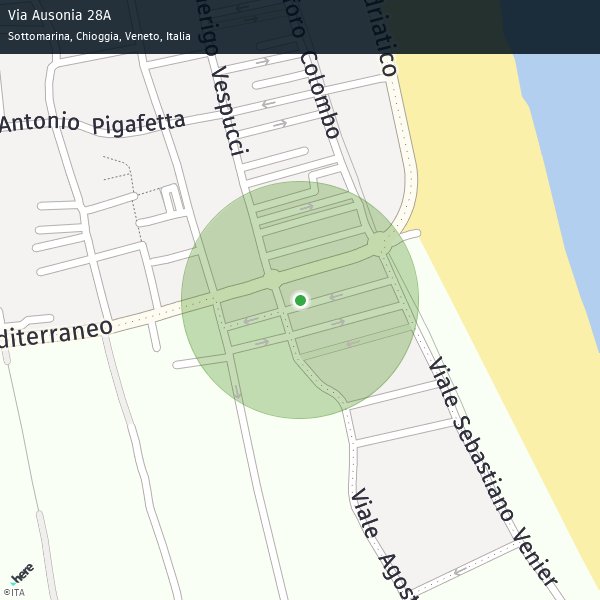 Via Ausonia 28A
Sottomarina, Chioggia, Veneto, Italia
erigo Vespucci
foro Colombo
driatico
Antonio Pigafetta
diterraneo
Viale Sebastiano Venier
Viale Agost
here
©ITA